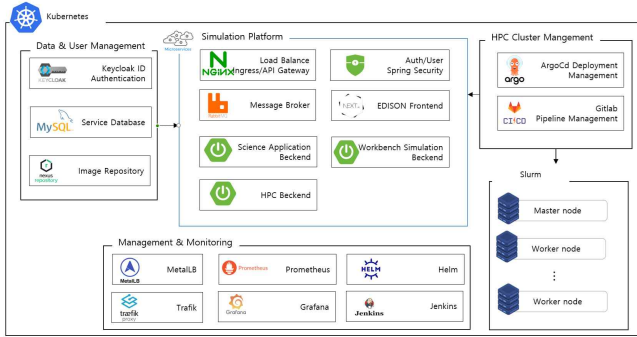 Kubernetes
Data & User Management
KEYCLOAK
Keycloak ID
Authentication
MySQL
Service Database
nexus
repository
Image Repository
Microservices
Simulation Platform
NGINX
Load Balance
Ingress/API Gateway
Auth/User
Spring Security
Message Broker
NEXT
EDISON Frontend
Science Application
Beckend
Workbench Simulation
Beckend
HPC Beckend
HPC Cluster Mangement
argo
ArgoCd Deployment
Management
CI/CD
Gitlab
Pipeline Management
Slurm
Master node
Worker node
Worker node
Management & Monitoring
MetalLB
MetalLB
Prometheus
Prometheus
HELM
Helm
træfik
proxy
Trafik
Grafana
Grafana
Jenkins
Jenkins